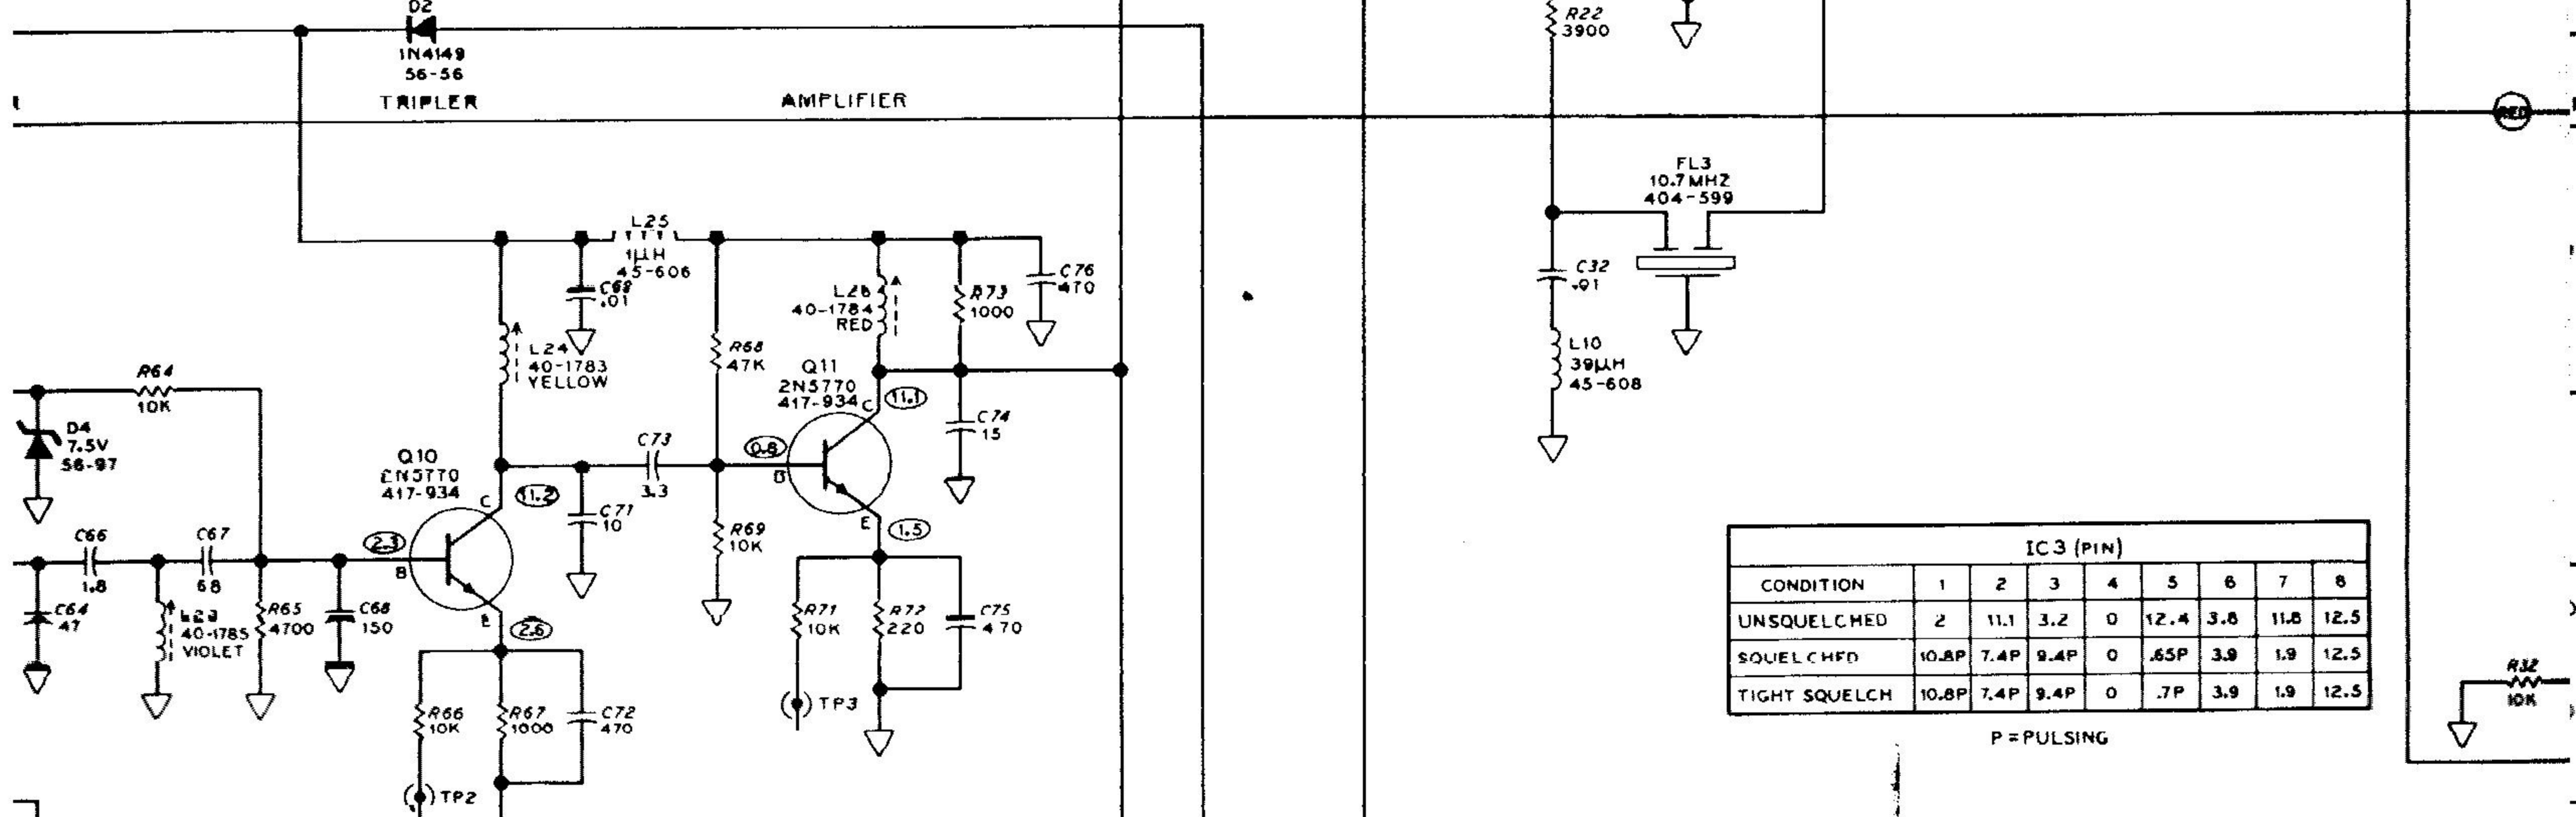 D2
1N4149
56-56
TRIPLER
AMPLIFIER
R22
3900
RED
FL3
10.7MHZ
404-599
L25
1µH
45-606
C69
.01
L24
40-1783
YELLOW
R68
47K
L26
40-1784
RED
R73
1000
C76
470
C32
.01
L10
39µH
45-608
R64
10K
D4
7.5V
56-97
Q10
2N5770
417-934
C
11.2
B
2.3
E
2.6
C73
3.3
C71
10
Q11
2N5770
417-934
C
11.1
0.8
B
E
1.5
C74
15
C66
1.8
C67
68
C64
47
L23
40-1785
VIOLET
R65
4700
C68
150
R69
10K
R71
10K
R72
220
C75
470
TP3
R66
10K
R67
1000
C72
470
TP2
IC3 (PIN)
CONDITION 1 2 3 4 5 6 7 8
UNSQUELCHED 2 11.1 3.2 0 12.4 3.8 11.8 12.5
SQUELCHED 10.8P 7.4P 9.4P 0 .65P 3.9 1.9 12.5
TIGHT SQUELCH 10.8P 7.4P 9.4P 0 .7P 3.9 1.9 12.5
P = PULSING
R32
10K